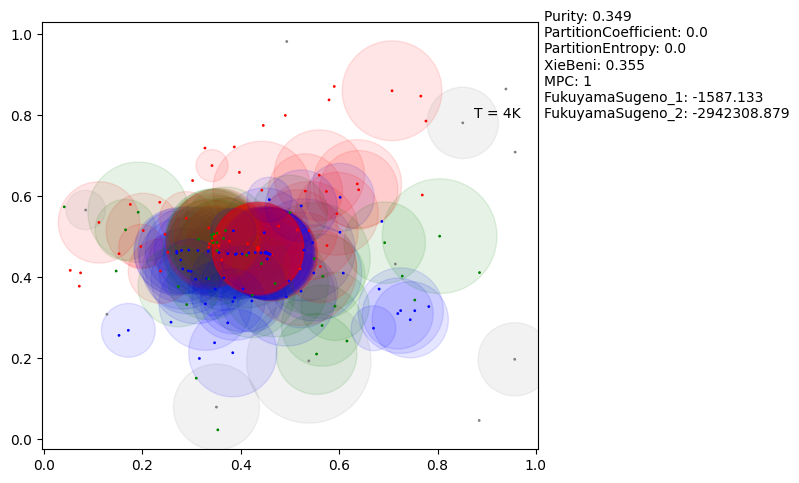 Purity: 0.349
PartitionCoefficient: 0.0
PartitionEntropy: 0.0
XieBeni: 0.355
MPC: 1
FukuyamaSugeno_1: -1587.133
FukuyamaSugeno_2: -2942308.879
T = 4K
1.0
0.8
0.6
0.4
0.2
0.0
0.0 0.2 0.4 0.6 0.8 1.0